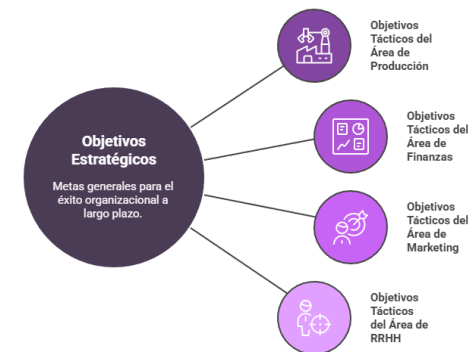 Objetivos
Estratégicos
Metas generales para el
éxito organizacional a
largo plazo.
Objetivos
Tácticos del
Área de
Producción
Objetivos
Tácticos del
Área de
Finanzas
Objetivos
Tácticos del
Área de
Marketing
Objetivos
Tácticos
del Área de
RRHH